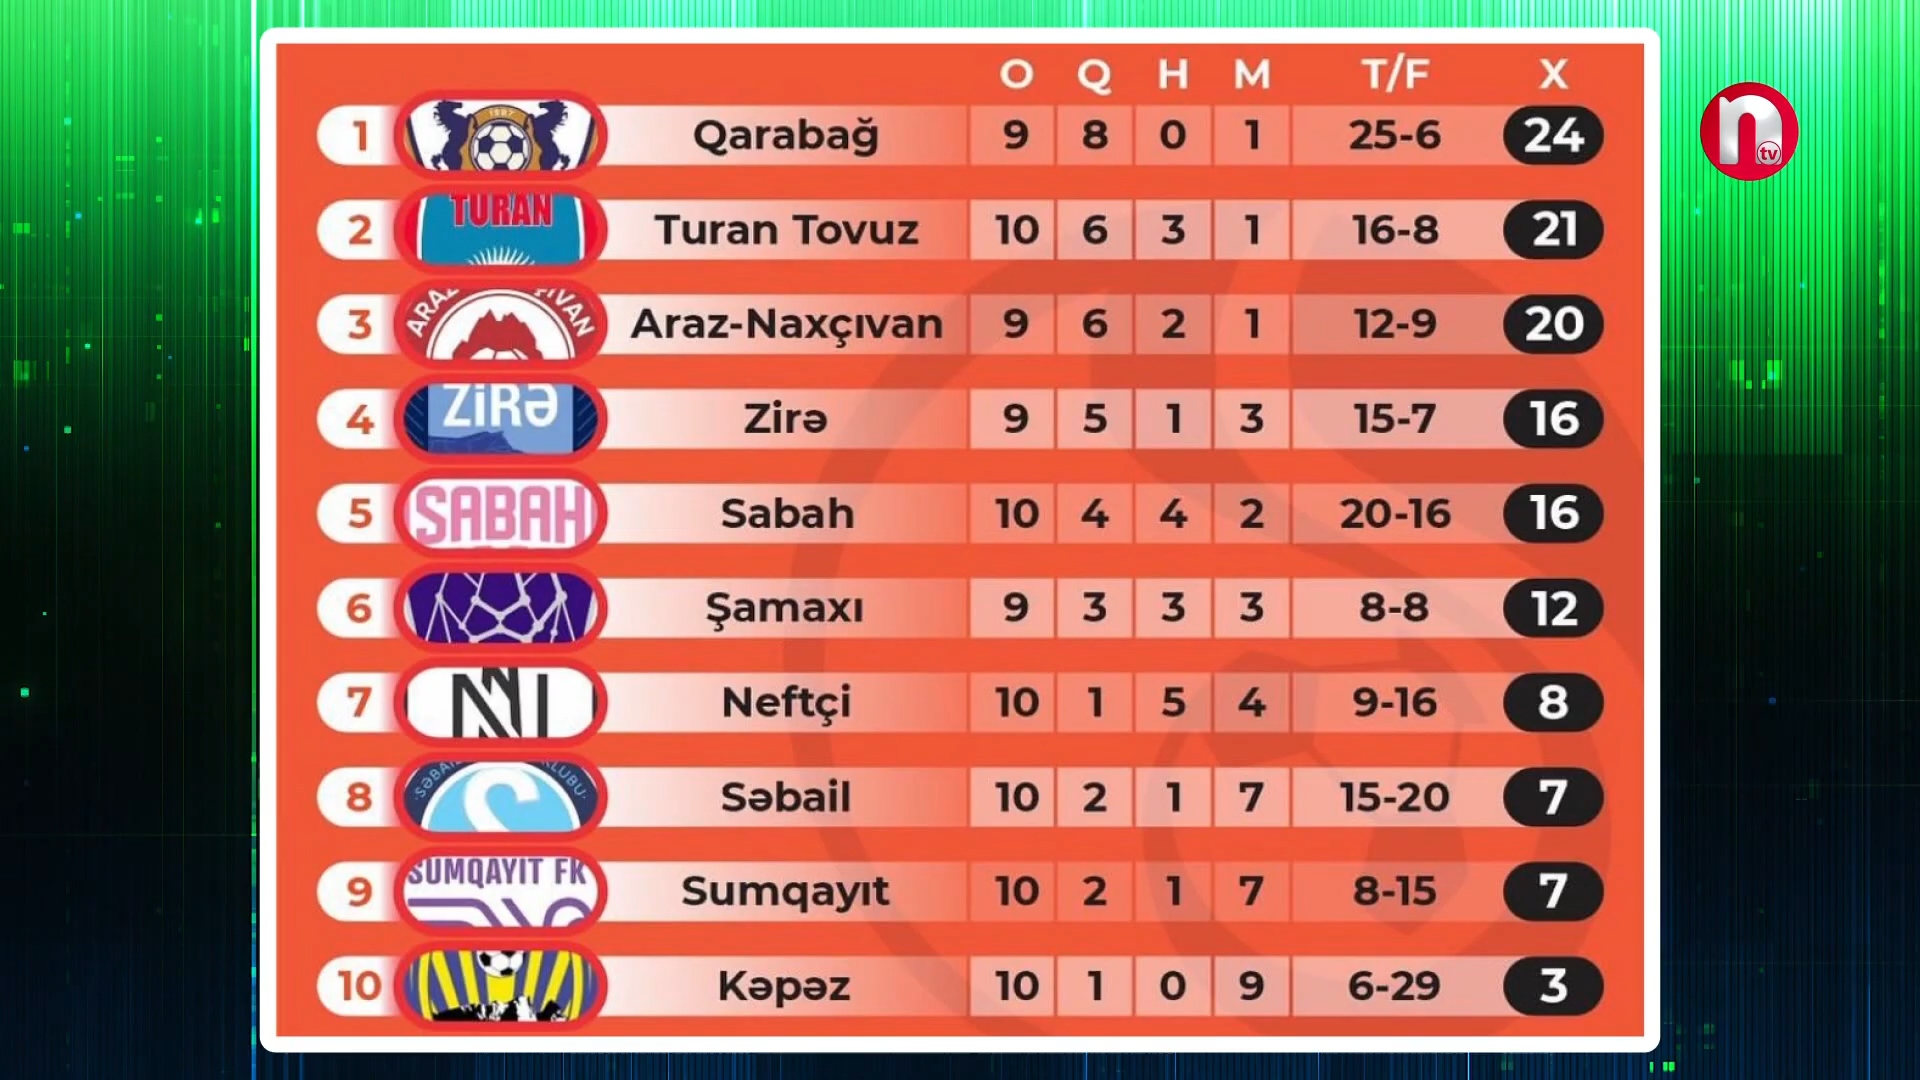 O Q H M T/F X
1 1987 Qarabağ 9 8 0 1 25-6 24
2 TURAN Turan Tovuz 10 6 3 1 16-8 21
3 Araz-Naxçıvan 9 6 2 1 12-9 20
4 ZiRƏ Zirə 9 5 1 3 15-7 16
5 SABAH Sabah 10 4 4 2 20-16 16
6 Şamaxı 9 3 3 3 8-8 12
7 Neftçi 10 1 5 4 9-16 8
8 Səbail 10 2 1 7 15-20 7
9 SUMQAYIT FK Sumqayıt 10 2 1 7 8-15 7
10 Kəpəz 10 1 0 9 6-29 3
n tv